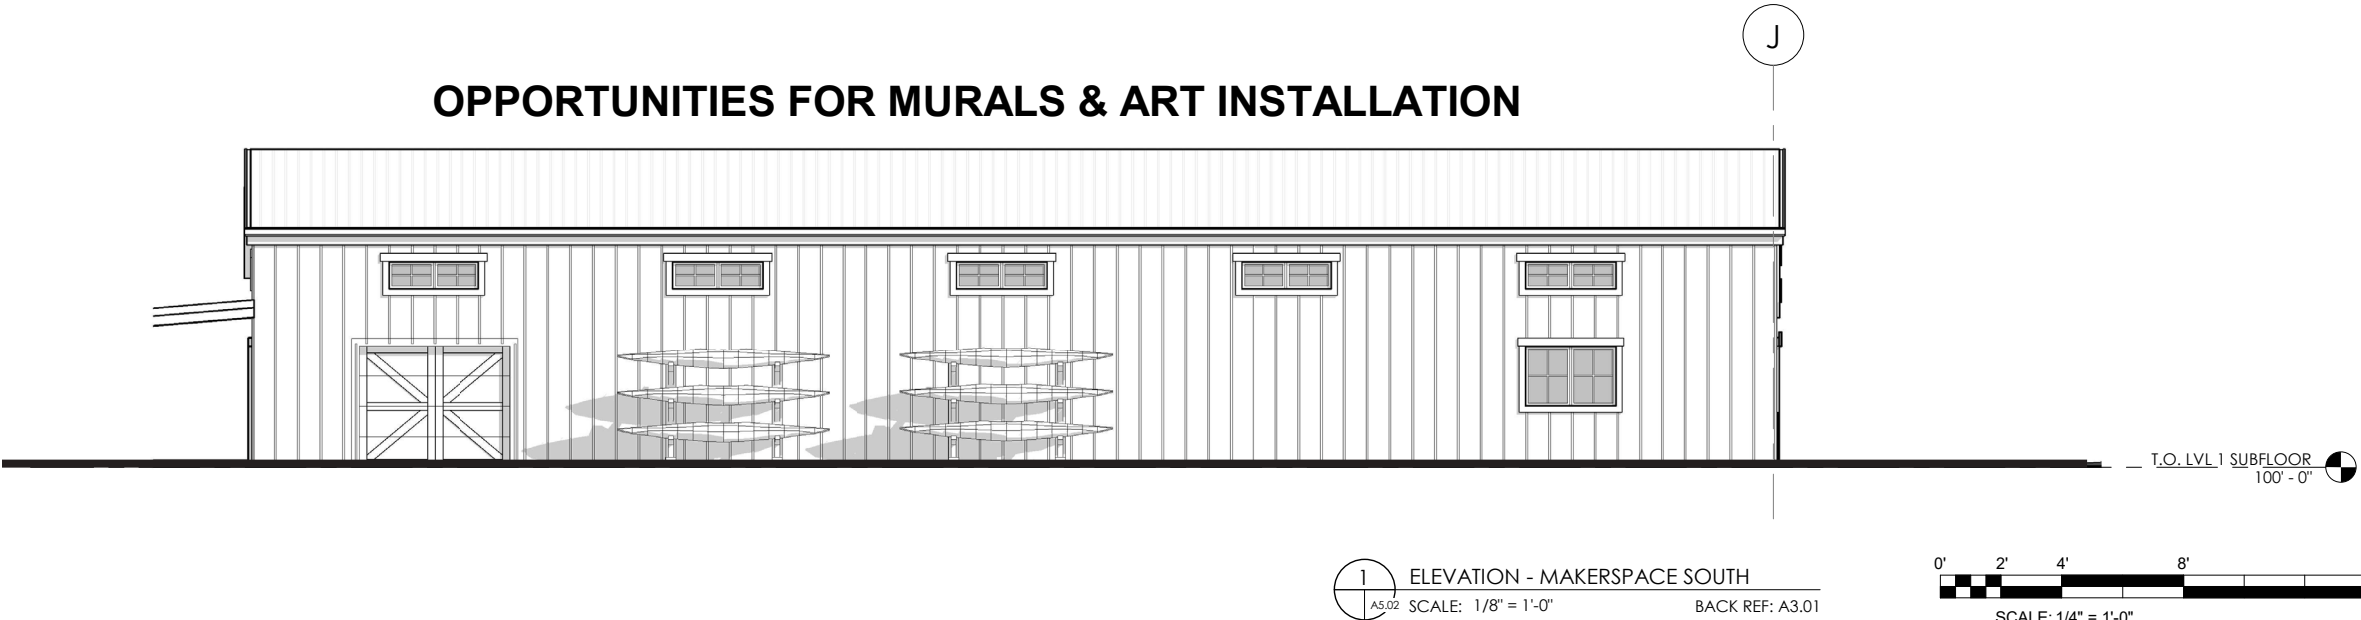 J
OPPORTUNITIES FOR MURALS & ART INSTALLATION
T.O. LVL 1 SUBFLOOR
100' - 0"
1
A5.02
ELEVATION - MAKERSPACE SOUTH
SCALE: 1/8" = 1'-0"
BACK REF: A3.01
0' 2' 4' 8'
SCALE: 1/4" = 1'-0"